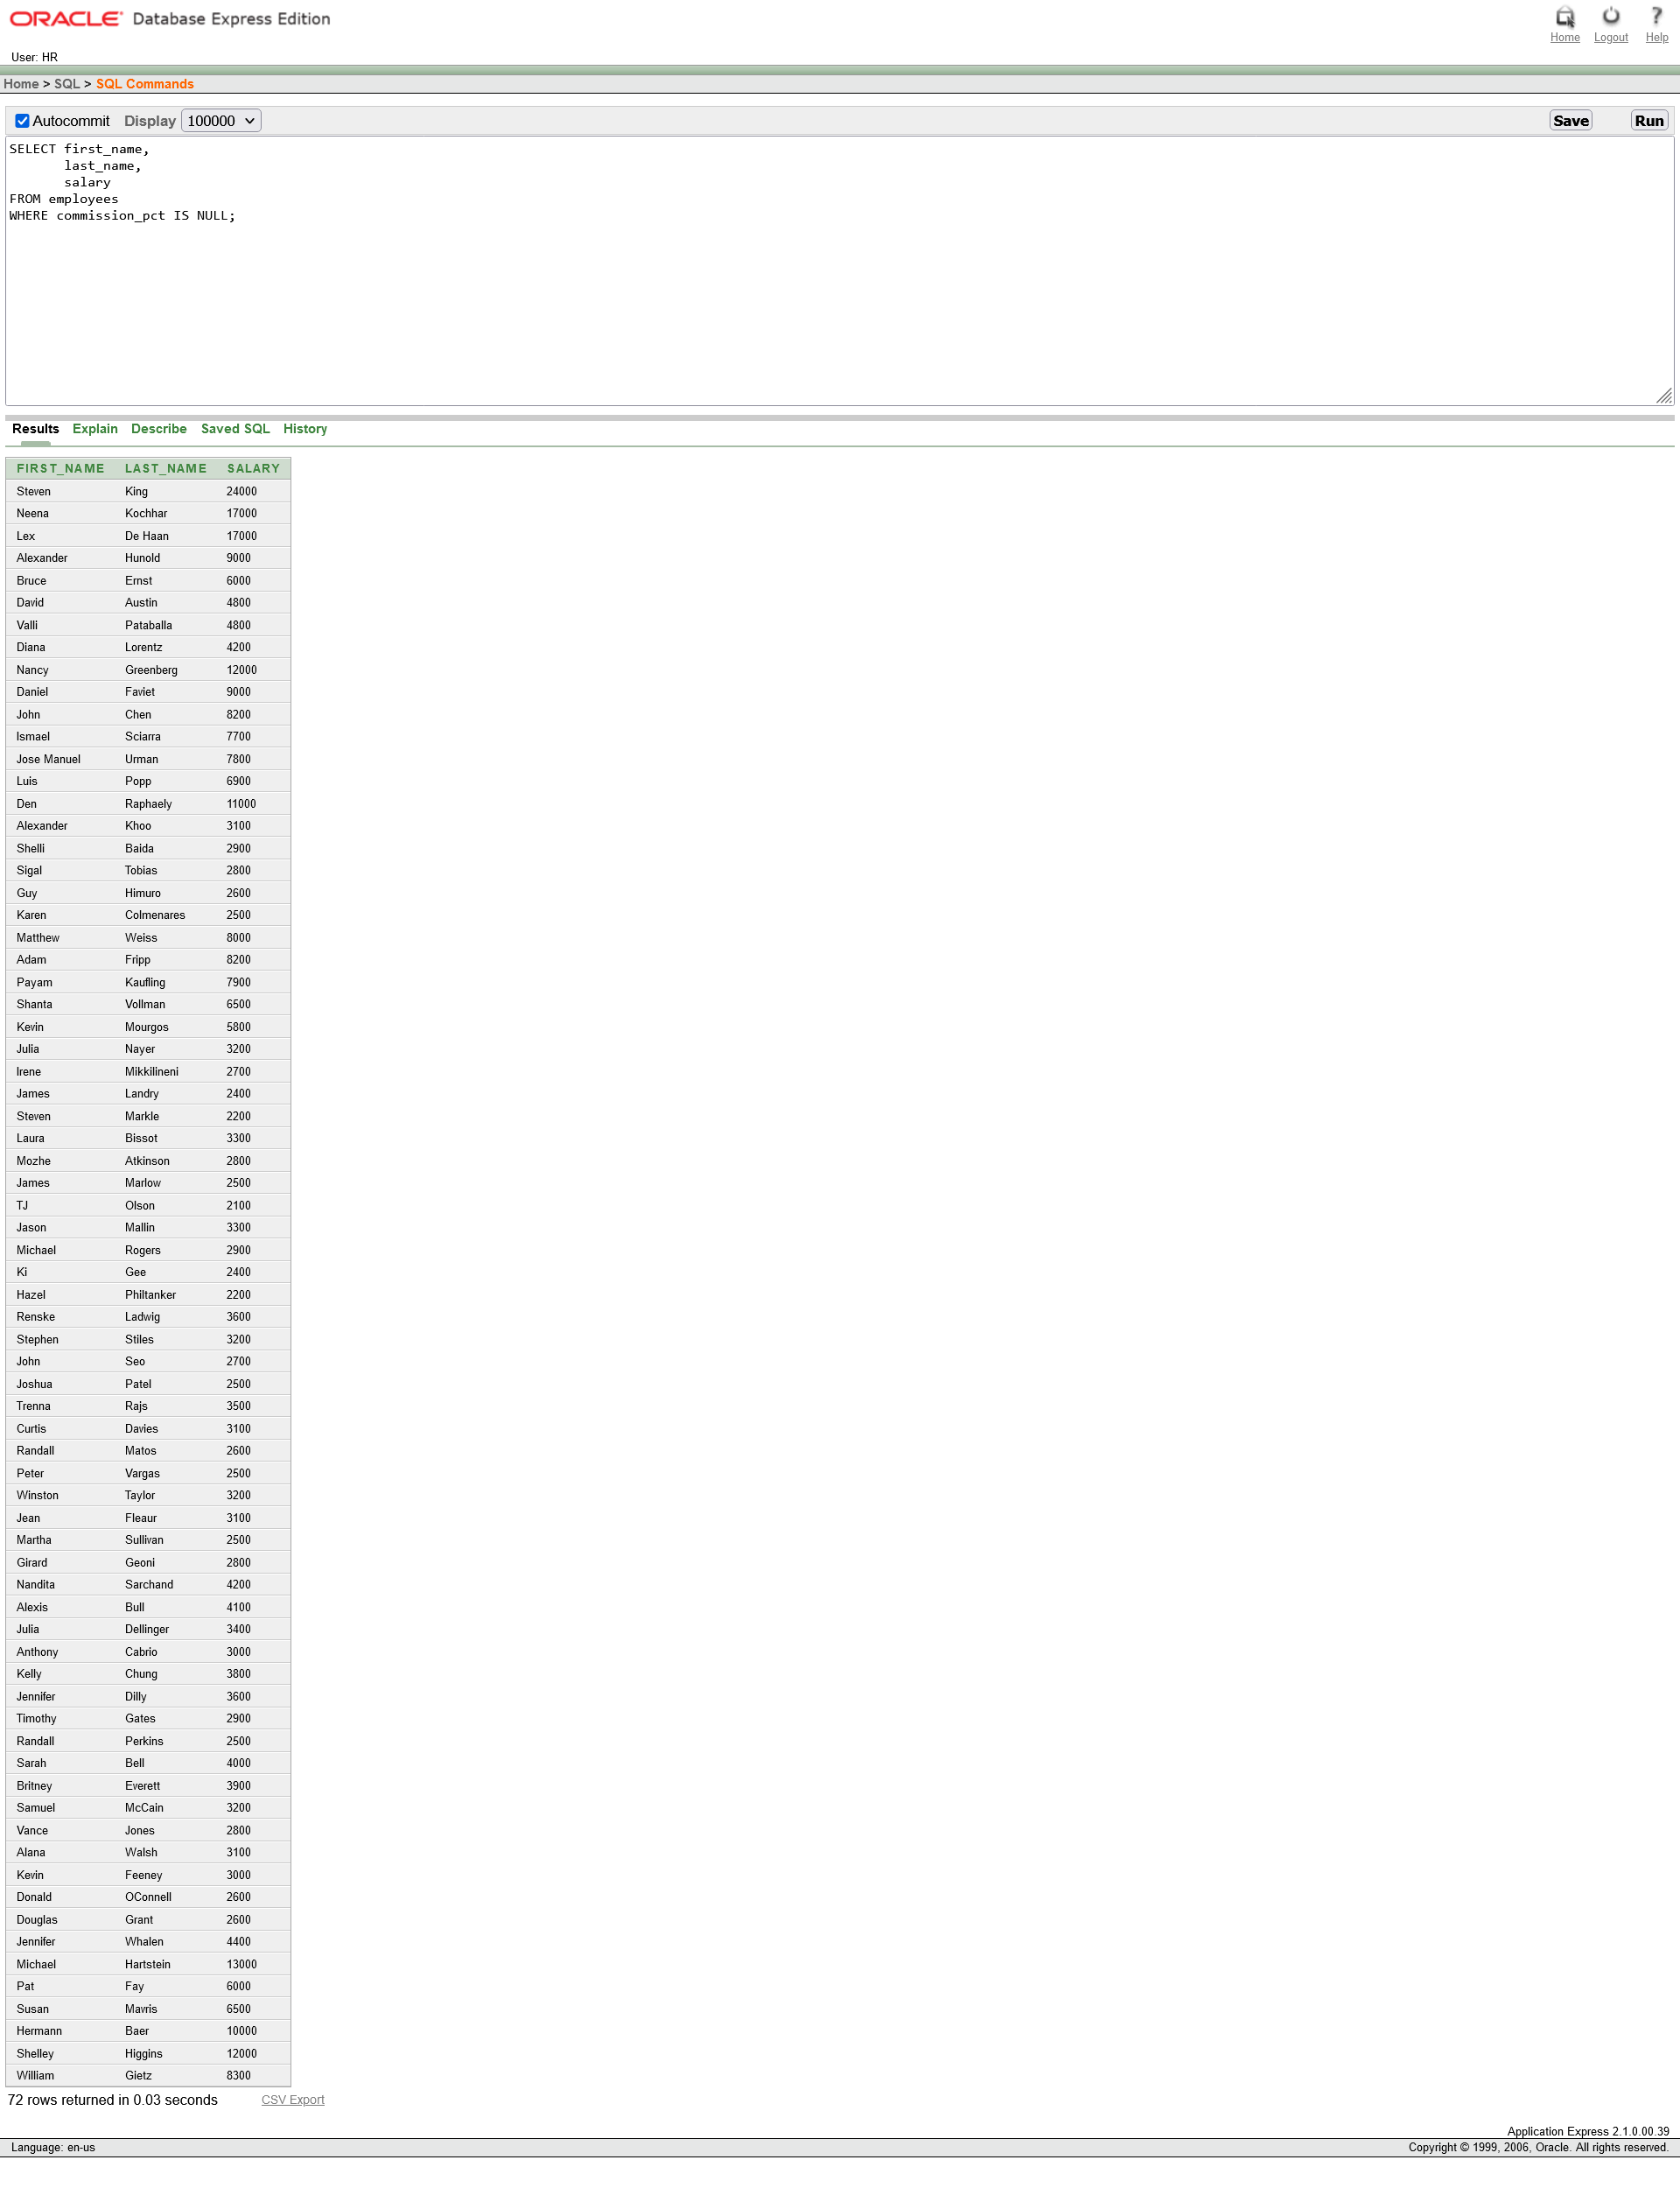 ORACLE® Database Express Edition
Home Logout Help
User: HR
Home > SQL > SQL Commands
Autocommit Display 100000 Save Run
SELECT first_name,
last_name,
salary
FROM employees
WHERE commission_pct IS NULL;
Results Explain Describe Saved SQL History
FIRST_NAME LAST_NAME SALARY
Steven King 24000
Neena Kochhar 17000
Lex De Haan 17000
Alexander Hunold 9000
Bruce Ernst 6000
David Austin 4800
Valli Pataballa 4800
Diana Lorentz 4200
Nancy Greenberg 12000
Daniel Faviet 9000
John Chen 8200
Ismael Sciarra 7700
Jose Manuel Urman 7800
Luis Popp 6900
Den Raphaely 11000
Alexander Khoo 3100
Shelli Baida 2900
Sigal Tobias 2800
Guy Himuro 2600
Karen Colmenares 2500
Matthew Weiss 8000
Adam Fripp 8200
Payam Kaufling 7900
Shanta Vollman 6500
Kevin Mourgos 5800
Julia Nayer 3200
Irene Mikkilineni 2700
James Landry 2400
Steven Markle 2200
Laura Bissot 3300
Mozhe Atkinson 2800
James Marlow 2500
TJ Olson 2100
Jason Mallin 3300
Michael Rogers 2900
Ki Gee 2400
Hazel Philtanker 2200
Renske Ladwig 3600
Stephen Stiles 3200
John Seo 2700
Joshua Patel 2500
Trenna Rajs 3500
Curtis Davies 3100
Randall Matos 2600
Peter Vargas 2500
Winston Taylor 3200
Jean Fleaur 3100
Martha Sullivan 2500
Girard Geoni 2800
Nandita Sarchand 4200
Alexis Bull 4100
Julia Dellinger 3400
Anthony Cabrio 3000
Kelly Chung 3800
Jennifer Dilly 3600
Timothy Gates 2900
Randall Perkins 2500
Sarah Bell 4000
Britney Everett 3900
Samuel McCain 3200
Vance Jones 2800
Alana Walsh 3100
Kevin Feeney 3000
Donald OConnell 2600
Douglas Grant 2600
Jennifer Whalen 4400
Michael Hartstein 13000
Pat Fay 6000
Susan Mavris 6500
Hermann Baer 10000
Shelley Higgins 12000
William Gietz 8300
72 rows returned in 0.03 seconds CSV Export
Application Express 2.1.0.00.39
Language: en-us Copyright © 1999, 2006, Oracle. All rights reserved.